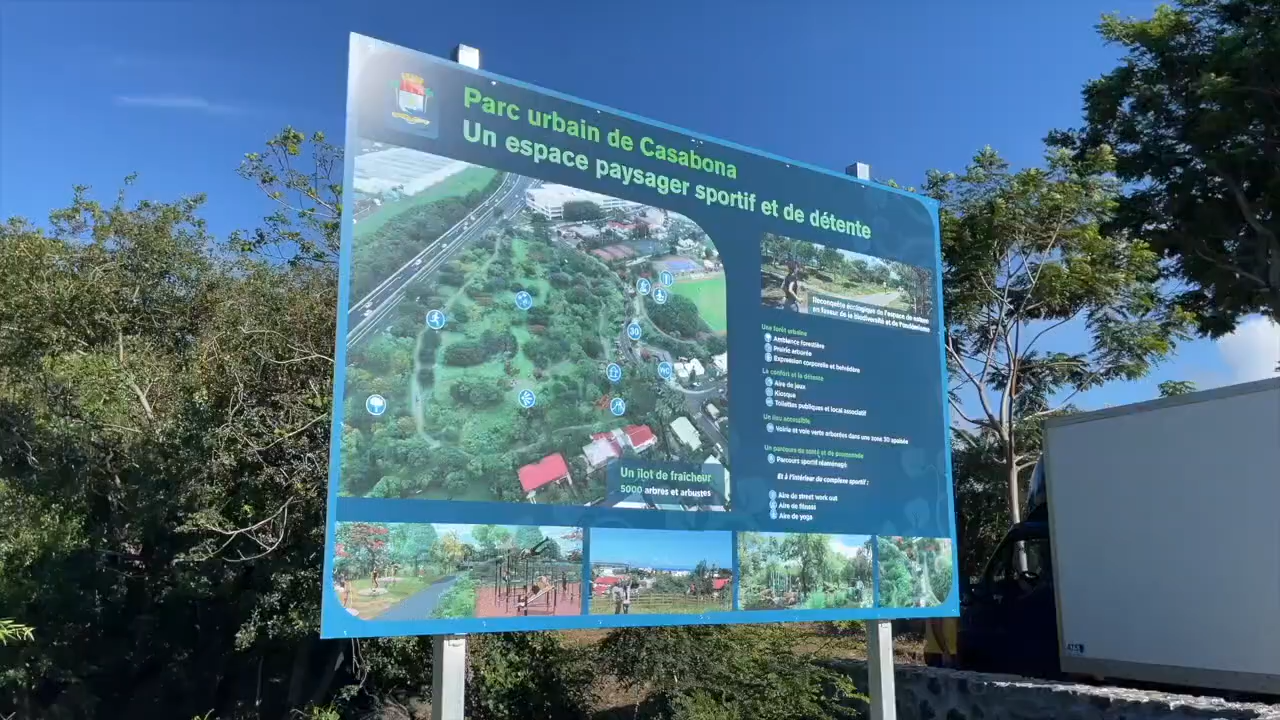 Parc urbain de Casabona
Un espace paysager sportif et de détente
Reconquête écologique de l'espace de nature
en faveur de la biodiversité et de l'endémisme
Une forêt urbaine
Ambiance forestière
Prairie arborée
Expression corporelle et belvédère
Le confort et la détente
Aire de jeux
Kiosque
Toilettes publiques et local associatif
Un lieu accessible
Voirie et voie verte arborées dans une zone 30 apaisée
Un parcours de santé et de promenade
Parcours sportif réaménagé
Et à l'intérieur du complexe sportif :
Aire de street work out
Aire de fitness
Aire de yoga
30
WC
Un îlot de fraîcheur
5000 arbres et arbustes